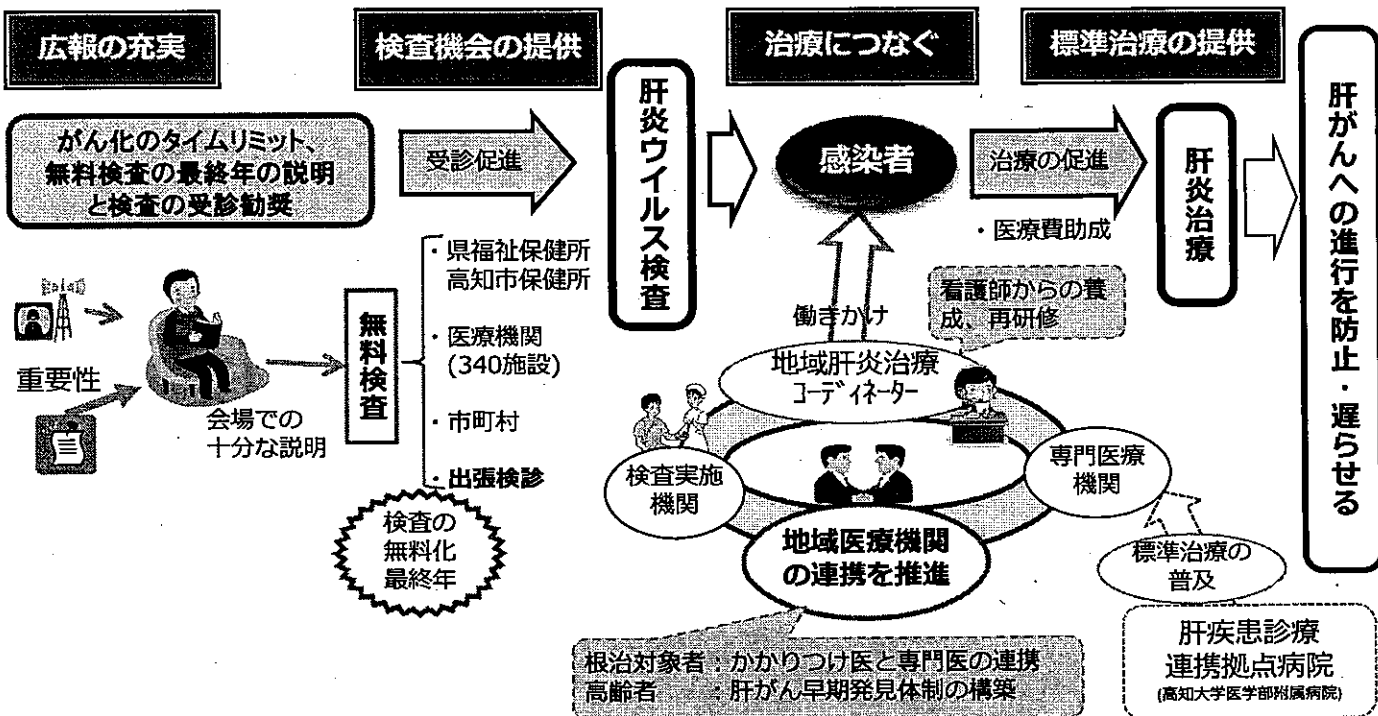 広報の充実
検査機会の提供
治療につなぐ
標準治療の提供
がん化のタイムリミット、
無料検査の最終年の説明
と検査の受診勧奨
受診促進
肝炎ウイルス検査
感染者
治療の促進
・医療費助成
肝炎治療
肝がんへの進行を防止・遅らせる
重要性
会場での
十分な説明
無料検査
・県福祉保健所
高知市保健所
・医療機関
(340施設)
・市町村
・出張検診
検査の
無料化
最終年
働きかけ
看護師からの養
成、再研修
地域肝炎治療
コーディネーター
検査実施
機関
専門医療
機関
地域医療機関
の連携を推進
標準治療の
普及
根治対象者：かかりつけ医と専門医の連携
高齢者　　：肝がん早期発見体制の構築
肝疾患診療
連携拠点病院
(高知大学医学部附属病院)